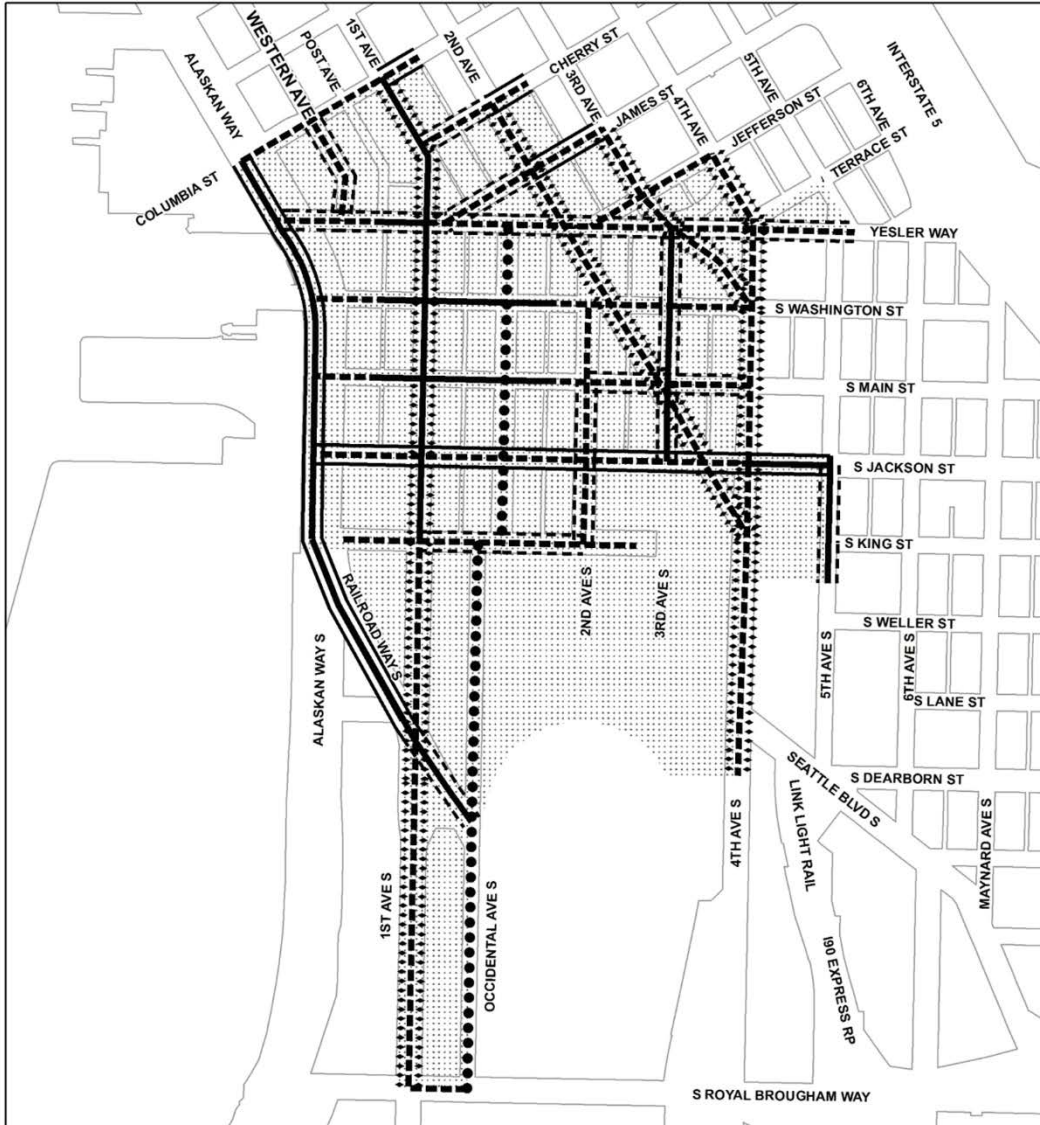 WESTERN AVE
POST AVE
1ST AVE
2ND AVE
ALASKAN WAY
CHERRY ST
3RD AVE
JAMES ST
4TH AVE
5TH AVE
JEFFERSON ST
6TH AVE
TERRACE ST
INTERSTATE 5
COLUMBIA ST
YESLER WAY
S WASHINGTON ST
S MAIN ST
S JACKSON ST
S KING ST
RAILROAD WAY S
ALASKAN WAY S
2ND AVE S
3RD AVE S
S WELLER ST
5TH AVE S
6TH AVE S
S LANE ST
SEATTLE BLVD S
S DEARBORN ST
4TH AVE S
LINK LIGHT RAIL
MAYNARD AVE S
1ST AVE S
OCCIDENTAL AVE S
I90 EXPRESS RP
S ROYAL BROUGHAM WAY